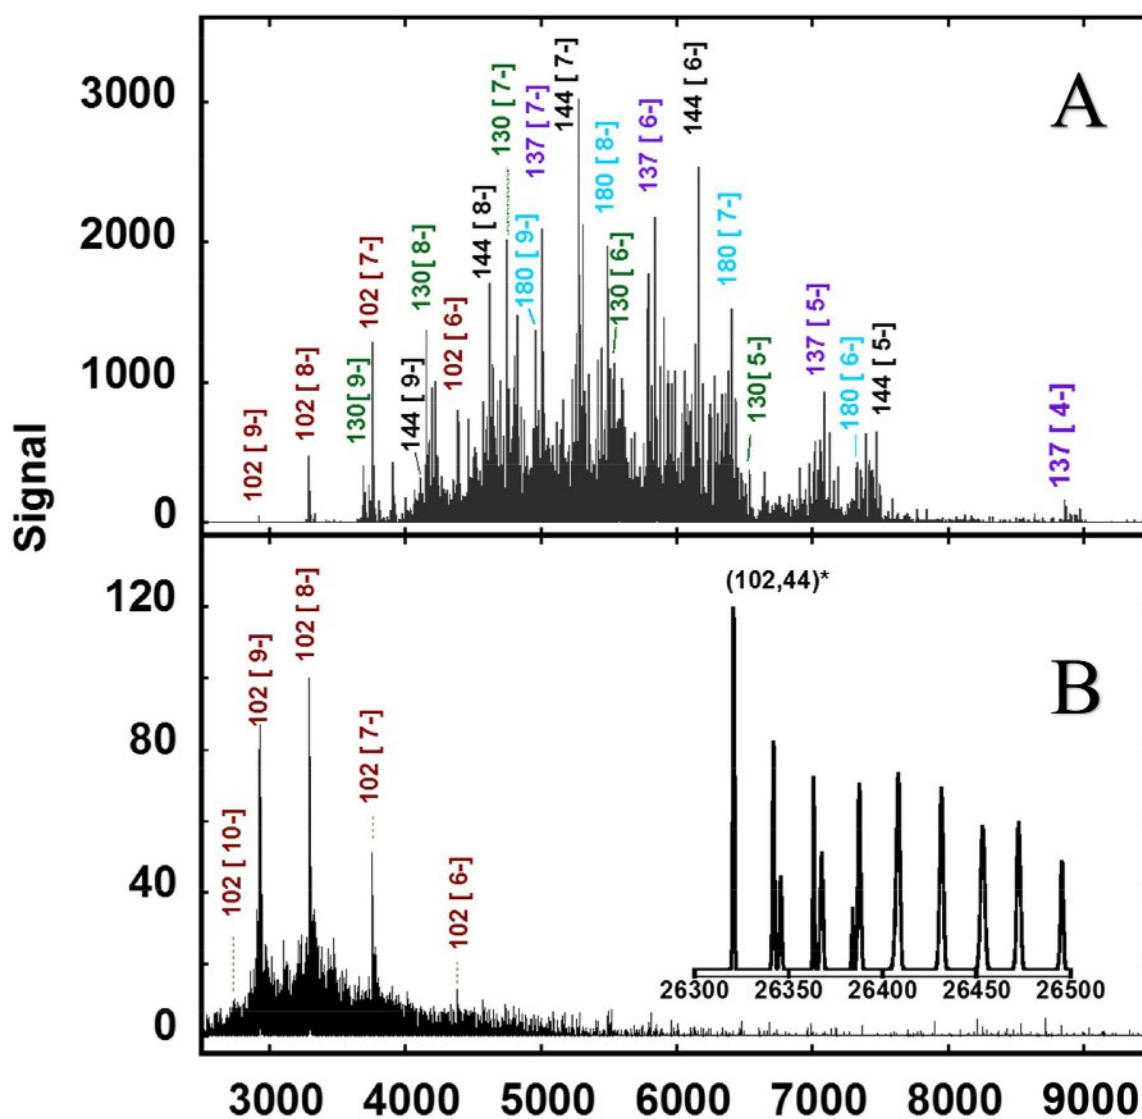 A
3000
2000
1000
0
102 [ 9-]
102 [ 8-]
130[ 9-]
102 [ 7-]
144 [ 9-]
130[ 8-]
102 [ 6-]
144 [ 8-]
130 [ 7-]
180 [ 9-]
137 [ 7-]
144 [ 7-]
180 [ 8-]
130 [ 6-]
137 [ 6-]
144 [ 6-]
180 [ 7-]
130[ 5-]
137 [ 5-]
180 [ 6-]
144 [ 5-]
137 [ 4-]
Signal
B
120
80
40
0
102 [ 10-]
102 [ 9-]
102 [ 8-]
102 [ 7-]
102 [ 6-]
(102,44)*
26300 26350 26400 26450 26500
3000 4000 5000 6000 7000 8000 9000